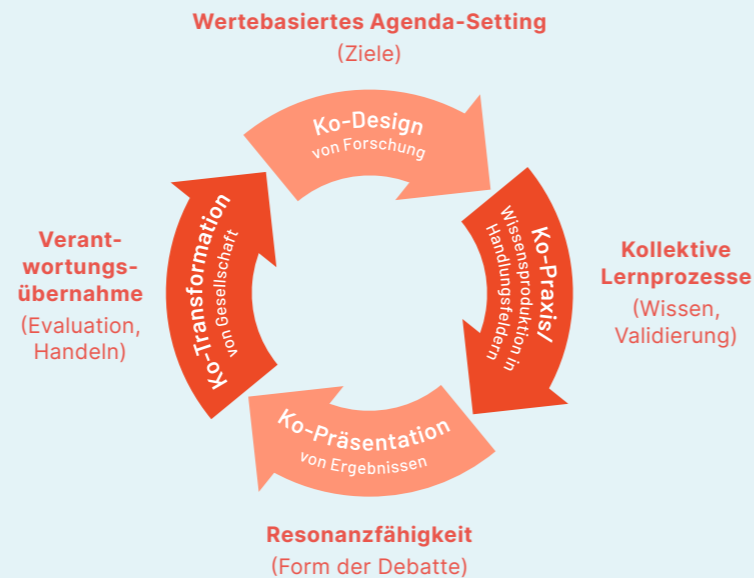 Wertebasiertes Agenda-Setting
(Ziele)
Ko-Design
von Forschung
Ko-Praxis/
Wissensproduktion in
Handlungsfeldern
Kollektive
Lernprozesse
(Wissen,
Validierung)
Ko-Präsentation
von Ergebnissen
Resonanzfähigkeit
(Form der Debatte)
Ko-Transformation
von Gesellschaft
Verant-
wortungs-
übernahme
(Evaluation,
Handeln)